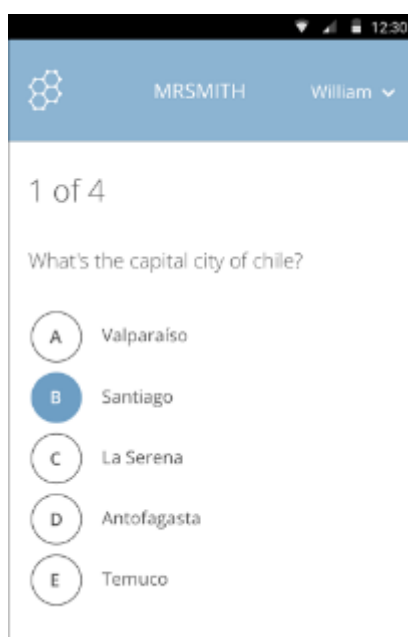 12:30
MRSMITH William
1 of 4
What's the capital city of chile?
A Valparaíso
B Santiago
C La Serena
D Antofagasta
E Temuco